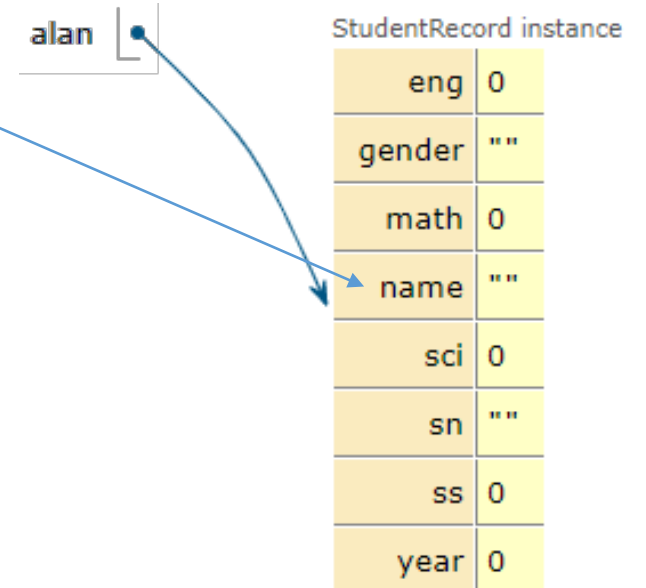 alan
StudentRecord instance
eng 0
gender ""
math 0
name ""
sci 0
sn ""
ss 0
year 0